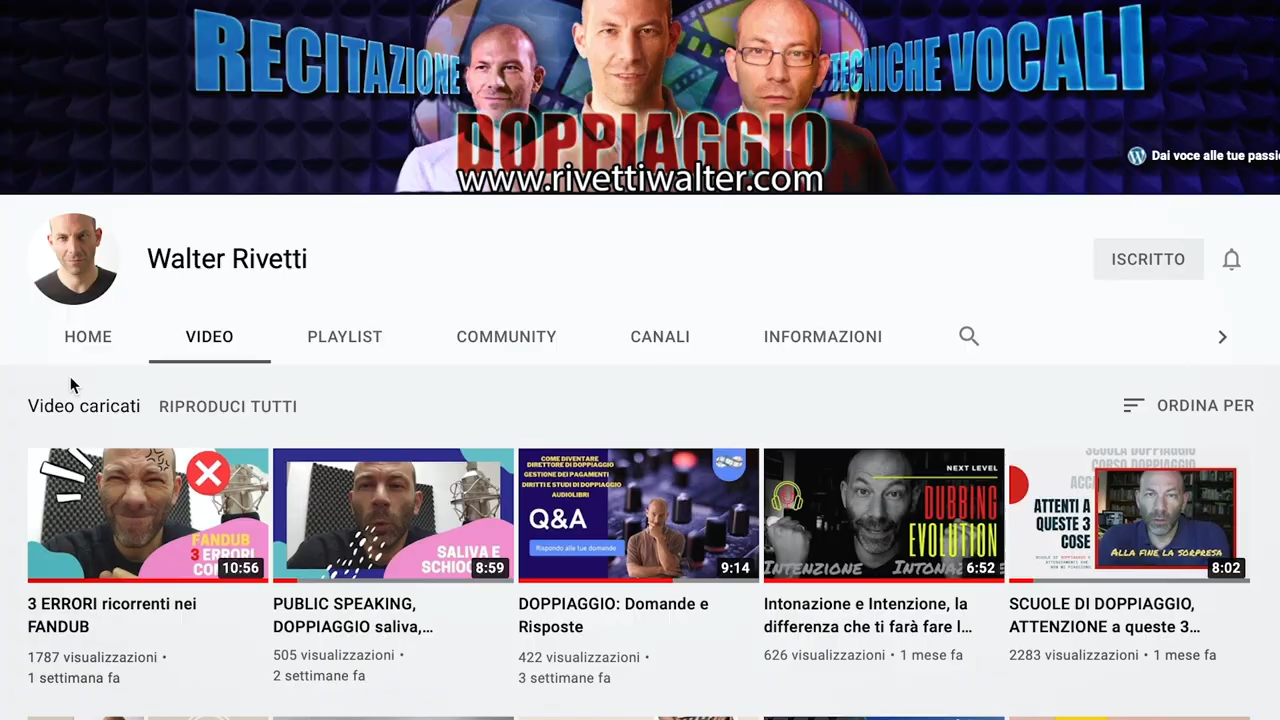 RECITAZIONE
TECNICHE VOCALI
DOPPIAGGIO
www.rivettiwalter.com
Dai voce alle tue passi
Walter Rivetti
ISCRITTO
HOME
VIDEO
PLAYLIST
COMMUNITY
CANALI
INFORMAZIONI
Video caricati
RIPRODUCI TUTTI
ORDINA PER
FANDUB
3 ERRORI
10:56
SALIVA E
8:59
COME DIVENTARE
DIRETTORE DI DOPPIAGGIO
GESTIONE DEI PAGAMENTI
DIRITTI E STUDI DI DOPPIAGGIO
AUDIOLIBRI
Q&A
Rispondo alle tue domande
9:14
NEXT LEVEL
DUBBING
EVOLUTION
INTENZIONE
6:52
SCUOLA DOPPIAGGIO
CORSO DOPPIAGGIO
ATTENTI A
QUESTE 3
COSE
ALLA FINE LA SORPRESA
8:02
3 ERRORI ricorrenti nei
FANDUB
1787 visualizzazioni •
1 settimana fa
PUBLIC SPEAKING,
DOPPIAGGIO saliva,...
505 visualizzazioni •
2 settimane fa
DOPPIAGGIO: Domande e
Risposte
422 visualizzazioni •
3 settimane fa
Intonazione e Intenzione, la
differenza che ti farà fare l...
626 visualizzazioni • 1 mese fa
SCUOLE DI DOPPIAGGIO,
ATTENZIONE a queste 3...
2283 visualizzazioni • 1 mese fa